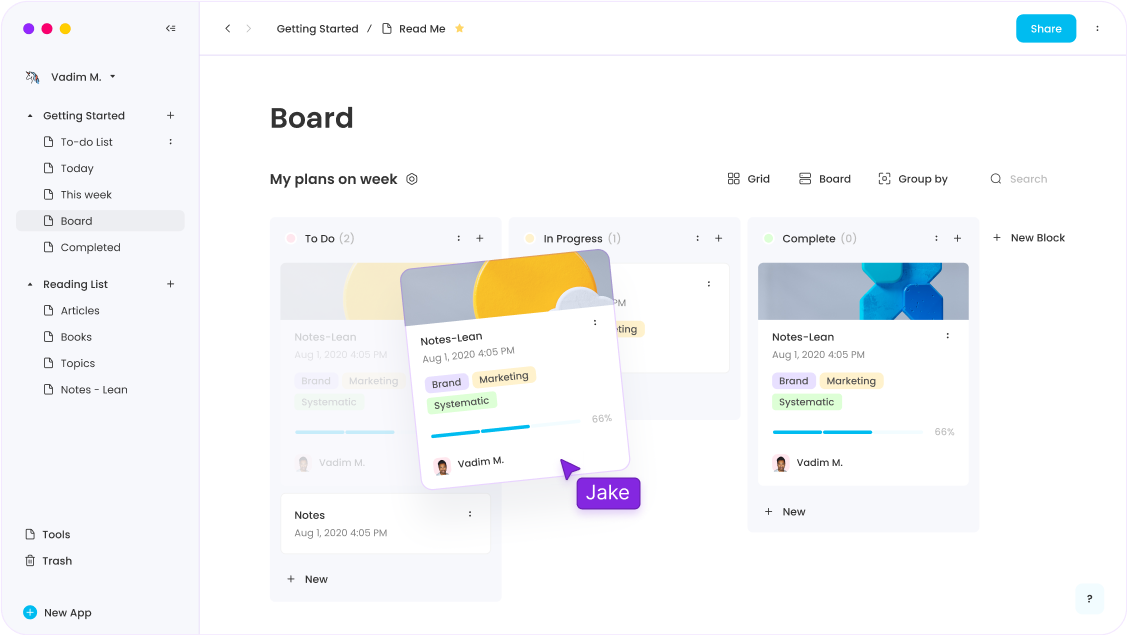 Getting Started / Read Me
Share
Vadim M.
Getting Started
To-do List
Today
This week
Board
Completed
Reading List
Articles
Books
Topics
Notes - Lean
Tools
Trash
New App
Board
My plans on week
Grid
Board
Group by
Search
To Do (2)
Notes-Lean
Aug 1, 2020 4:05 PM
Brand
Marketing
Systematic
Vadim M.
Notes
Aug 1, 2020 4:05 PM
New
Notes-Lean
Aug 1, 2020 4:05 PM
Brand
Marketing
Systematic
66%
Vadim M.
Jake
In Progress (1)
PM
eting
Complete (0)
Notes-Lean
Aug 1, 2020 4:05 PM
Brand
Marketing
Systematic
66%
Vadim M.
New
New Block
?